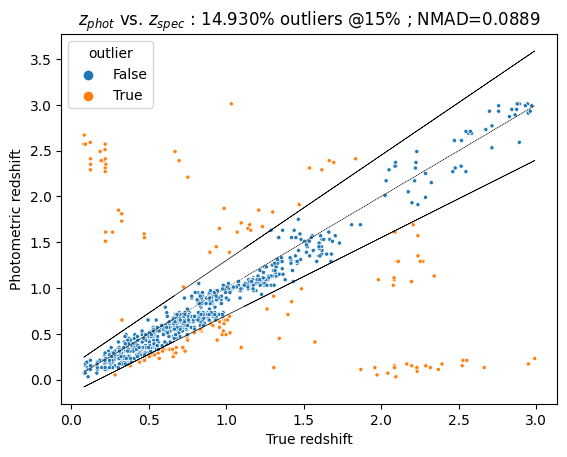 z_phot vs. z_spec : 14.930% outliers @15% ; NMAD=0.0889
outlier
False
True
Photometric redshift
3.5
3.0
2.5
2.0
1.5
1.0
0.5
0.0
0.0 0.5 1.0 1.5 2.0 2.5 3.0
True redshift